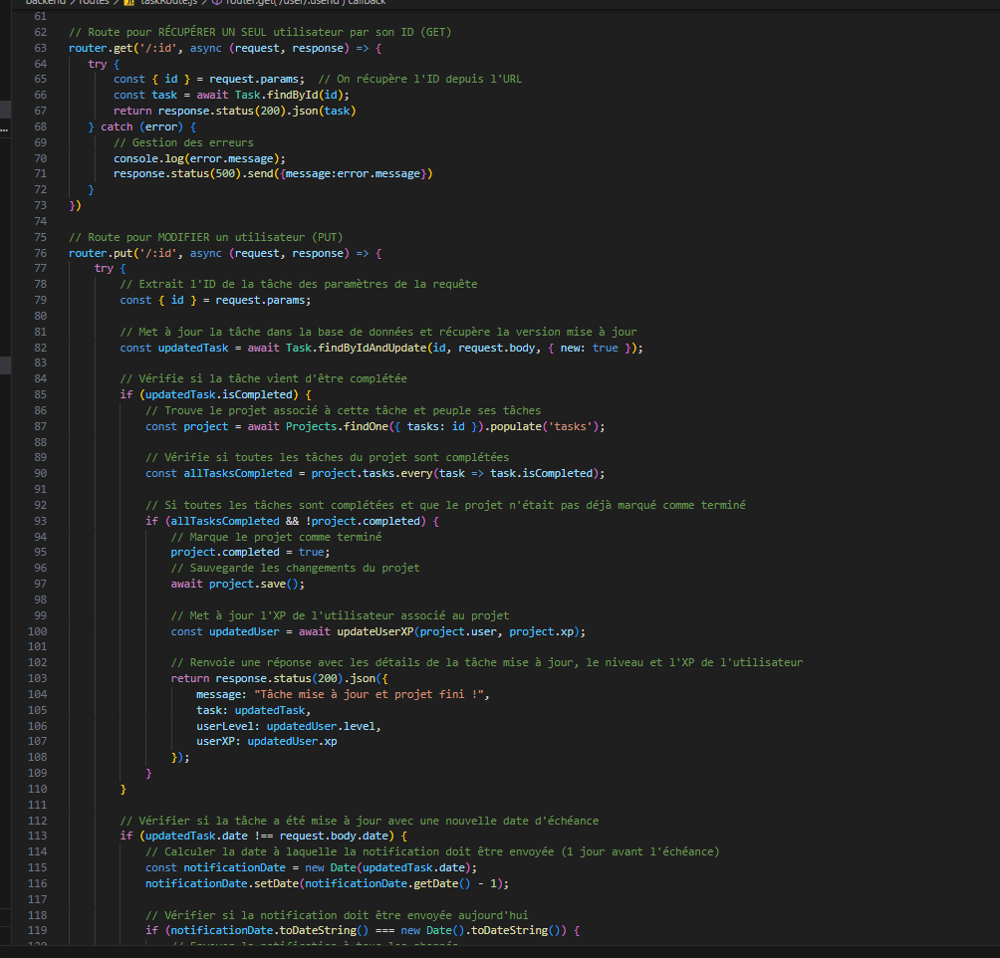 backend > routes > JS taskRoute.js > router.get('/user/:userId') callback
61
62 // Route pour RÉCUPÉRER UN SEUL utilisateur par son ID (GET)
63 router.get('/:id', async (request, response) => {
64 try {
65 const { id } = request.params; // On récupère l'ID depuis l'URL
66 const task = await Task.findById(id);
67 return response.status(200).json(task)
68 } catch (error) {
69 // Gestion des erreurs
70 console.log(error.message);
71 response.status(500).send({message:error.message})
72 }
73 })
74
75 // Route pour MODIFIER un utilisateur (PUT)
76 router.put('/:id', async (request, response) => {
77 try {
78 // Extrait l'ID de la tâche des paramètres de la requête
79 const { id } = request.params;
80
81 // Met à jour la tâche dans la base de données et récupère la version mise à jour
82 const updatedTask = await Task.findByIdAndUpdate(id, request.body, { new: true });
83
84 // Vérifie si la tâche vient d'être complétée
85 if (updatedTask.isCompleted) {
86 // Trouve le projet associé à cette tâche et peuple ses tâches
87 const project = await Projects.findOne({ tasks: id }).populate('tasks');
88
89 // Vérifie si toutes les tâches du projet sont complétées
90 const allTasksCompleted = project.tasks.every(task => task.isCompleted);
91
92 // Si toutes les tâches sont complétées et que le projet n'était pas déjà marqué comme terminé
93 if (allTasksCompleted && !project.completed) {
94 // Marque le projet comme terminé
95 project.completed = true;
96 // Sauvegarde les changements du projet
97 await project.save();
98
99 // Met à jour l'XP de l'utilisateur associé au projet
100 const updatedUser = await updateUserXP(project.user, project.xp);
101
102 // Renvoie une réponse avec les détails de la tâche mise à jour, le niveau et l'XP de l'utilisateur
103 return response.status(200).json({
104 message: "Tâche mise à jour et projet fini !",
105 task: updatedTask,
106 userLevel: updatedUser.level,
107 userXP: updatedUser.xp
108 });
109 }
110 }
111
112 // Vérifier si la tâche a été mise à jour avec une nouvelle date d'échéance
113 if (updatedTask.date !== request.body.date) {
114 // Calculer la date à laquelle la notification doit être envoyée (1 jour avant l'échéance)
115 const notificationDate = new Date(updatedTask.date);
116 notificationDate.setDate(notificationDate.getDate() - 1);
117
118 // Vérifier si la notification doit être envoyée aujourd'hui
119 if (notificationDate.toDateString() === new Date().toDateString()) {